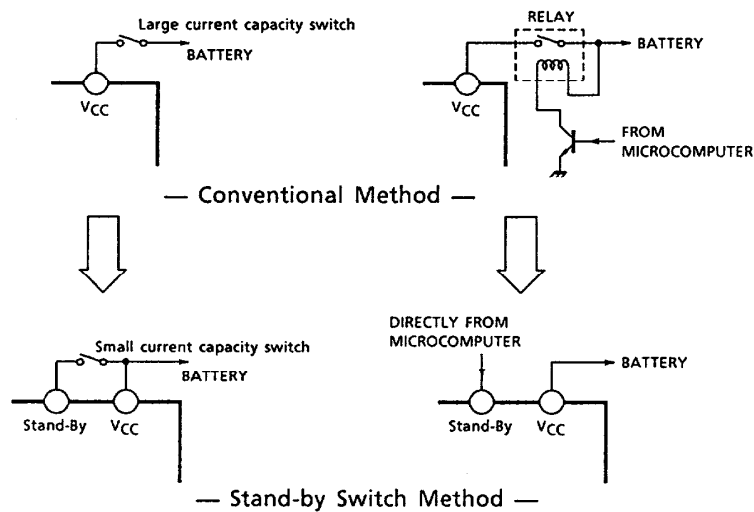 Large current capacity switch
BATTERY
VCC
RELAY
BATTERY
VCC
FROM
MICROCOMPUTER
— Conventional Method —
Small current capacity switch
BATTERY
Stand-By
VCC
DIRECTLY FROM
MICROCOMPUTER
BATTERY
Stand-By
VCC
— Stand-by Switch Method —